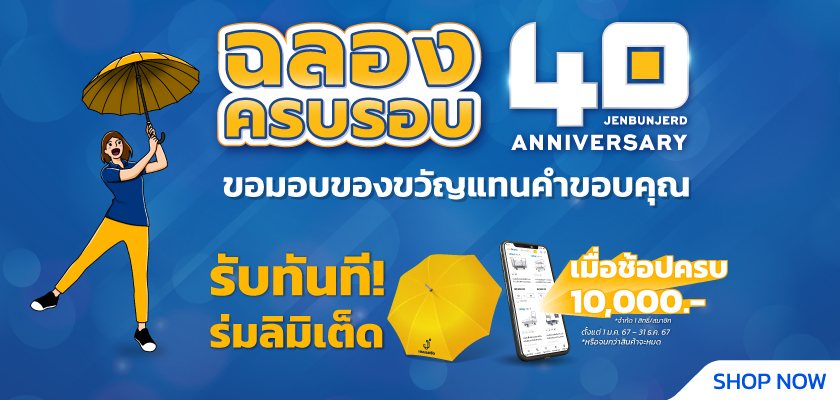 ฉลอง
ครบรอบ
40
JENBUNJERD
ANNIVERSARY
ขอมอบของขวัญแทนคำขอบคุณ
รับทันที!
ร่มลิมิเต็ด
เมื่อช้อปครบ
10,000.-
*จำกัด 1 สิทธิ์/สมาชิก
ตั้งแต่ 1 ม.ค. 67 – 31 ธ.ค. 67
*หรือจนกว่าสินค้าจะหมด
SHOP NOW